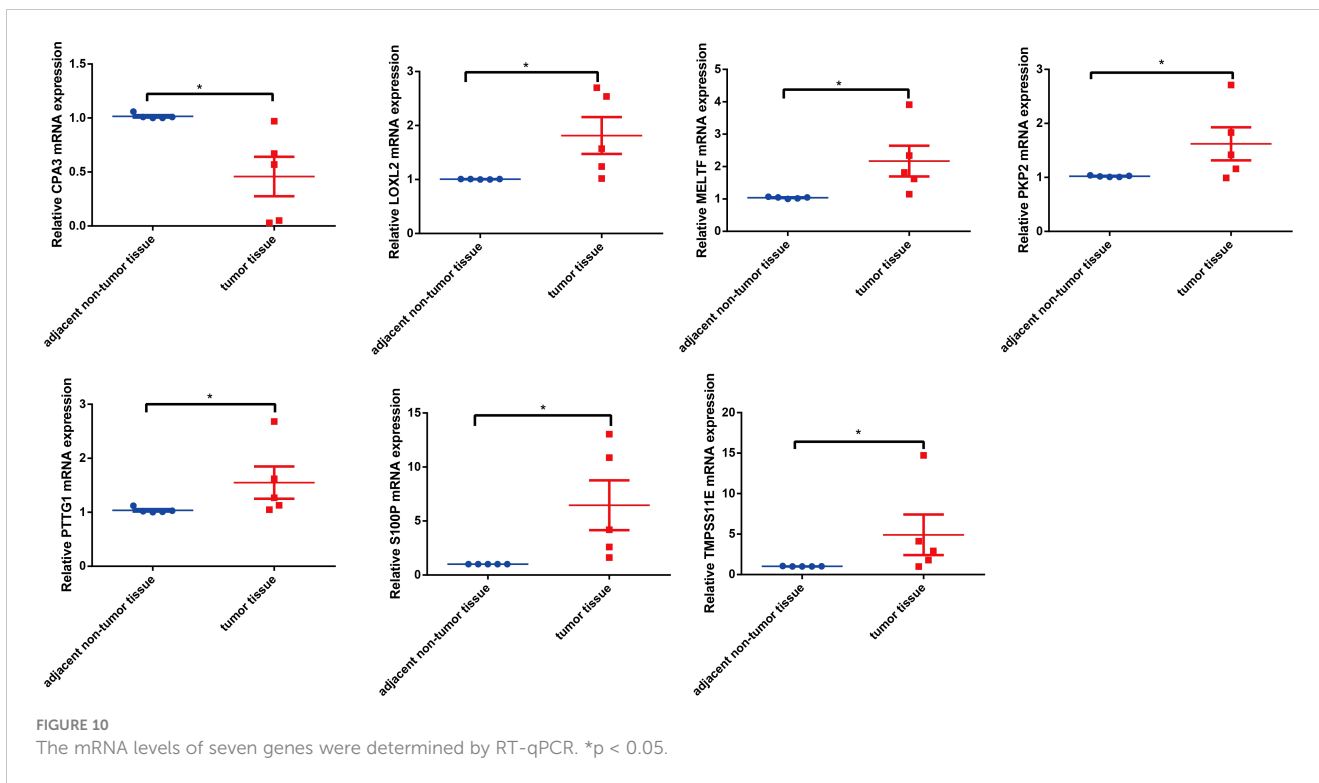 Relative CPA3 mRNA expression
1.5
1.0
0.5
0.0
*
adjacent non-tumor tissue
tumor tissue
Relative LOXL2 mRNA expression
3
2
1
0
*
adjacent non-tumor tissue
tumor tissue
Relative MELTF mRNA expression
5
4
3
2
1
0
*
adjacent non-tumor tissue
tumor tissue
Relative PKP2 mRNA expression
3
2
1
0
*
adjacent non-tumor tissue
tumor tissue
Relative PTTG1 mRNA expression
3
2
1
0
*
adjacent non-tumor tissue
tumor tissue
Relative S100P mRNA expression
15
10
5
0
*
adjacent non-tumor tissue
tumor tissue
Relative TMPSS11E mRNA expression
20
15
10
5
0
*
adjacent non-tumor tissue
tumor tissue
FIGURE 10
The mRNA levels of seven genes were determined by RT-qPCR. *p < 0.05.